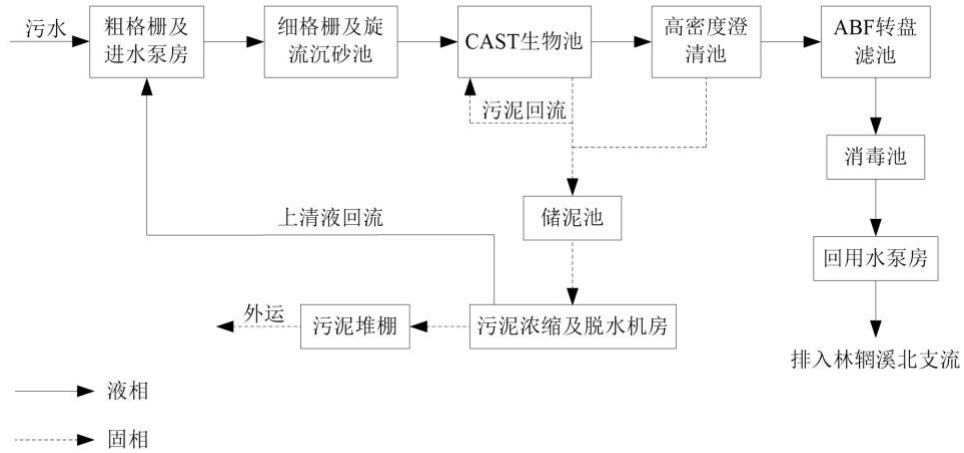 污水
粗格栅及
进水泵房
细格栅及旋
流沉砂池
CAST生物池
高密度澄
清池
ABF转盘
滤池
污泥回流
消毒池
上清液回流
储泥池
回用水泵房
外运
污泥堆棚
污泥浓缩及脱水机房
排入林辋溪北支流
液相
固相